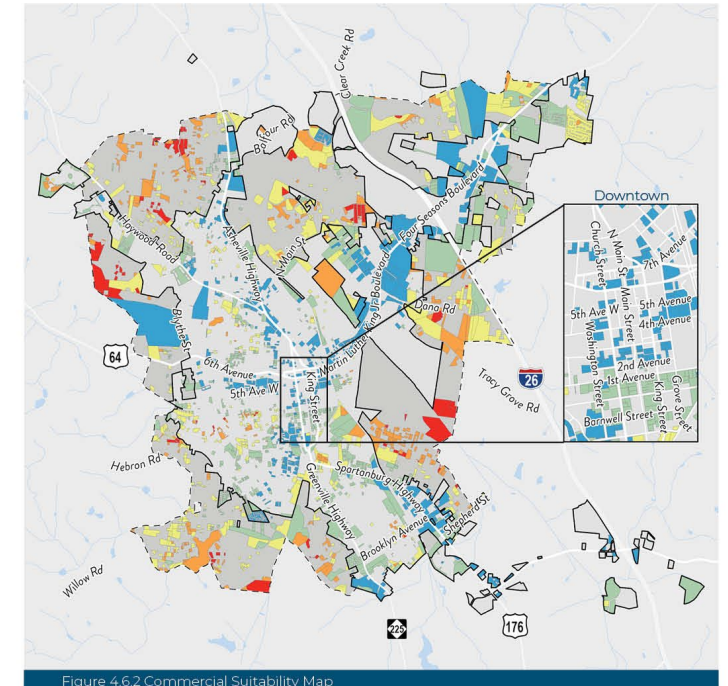 Clear Creek Rd
Balfour Rd
Four Seasons Boulevard
Downtown
Haywood Road
Asheville Highway
N Main St
N Main St
Church Street
Main Street
7th Avenue
5th Ave W
5th Avenue
4th Avenue
Washington Street
2nd Avenue
1st Avenue
Barnwell Street
King Street
Grove Street
Martin Luther King Jr Boulevard
Dana Rd
Blythe St
64
6th Avenue
5th Ave W
King Street
26
Tracy Grove Rd
Hebron Rd
Spartanburg Highway
Greenville Highway
Shepherd St
Brooklyn Avenue
Willow Rd
225
176
Figure 4.6.2 Commercial Suitability Map